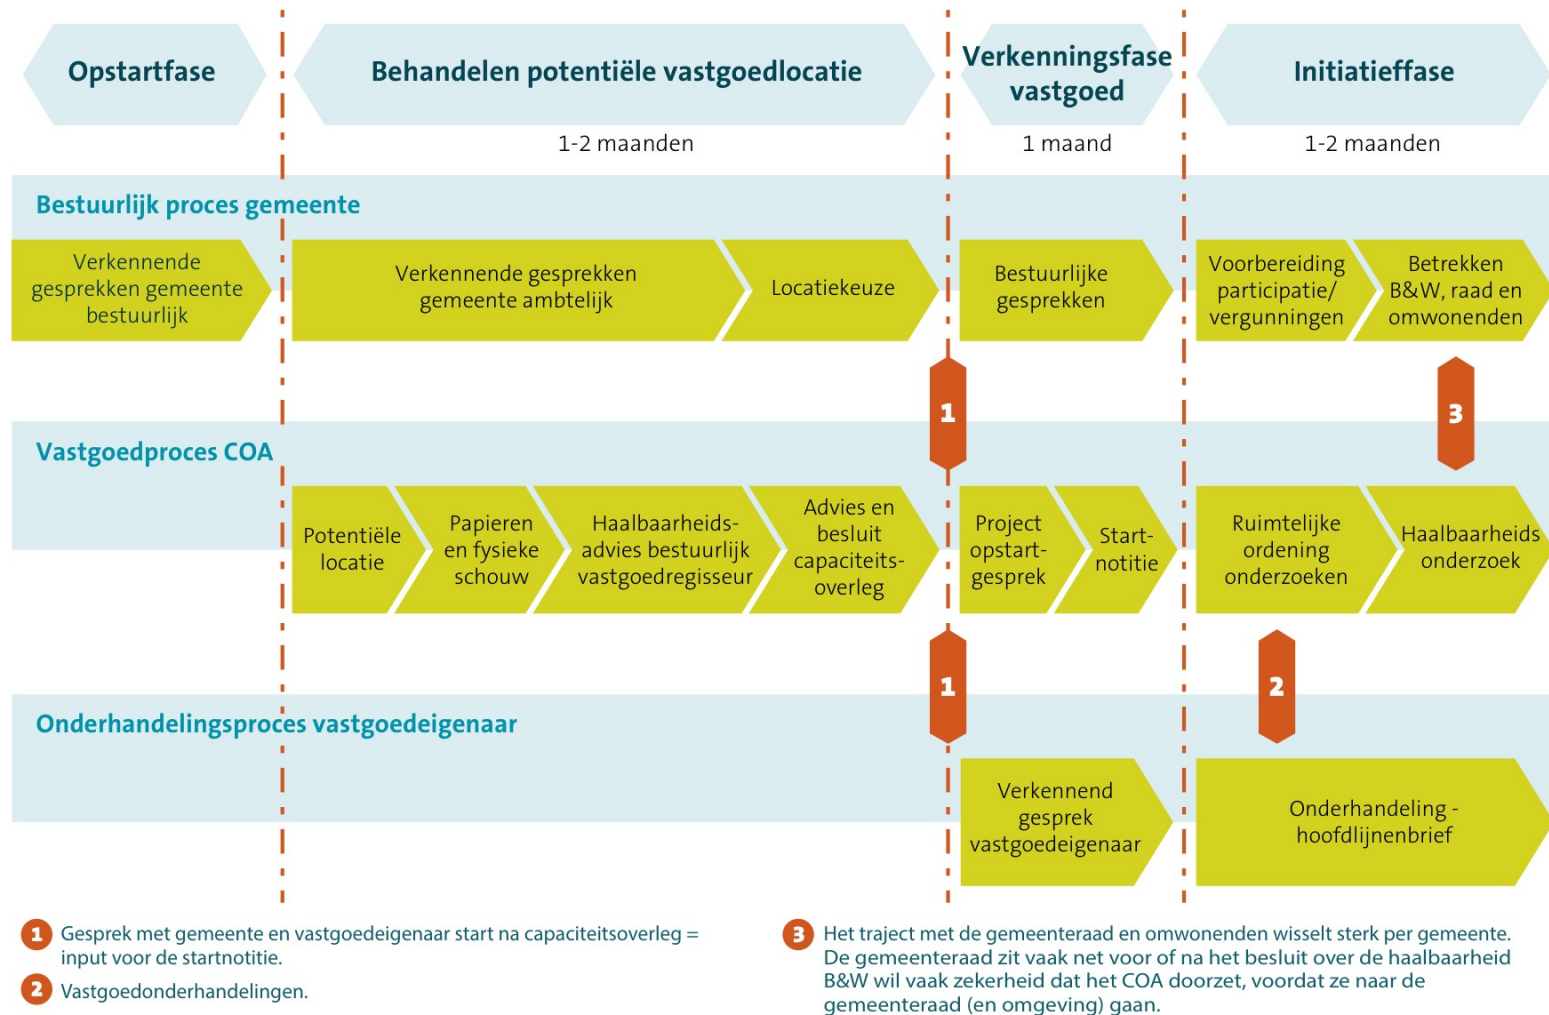 Opstartfase
Behandelen potentiële vastgoedlocatie
Verkenningsfase
vastgoed
Initiatieffase
1-2 maanden
1 maand
1-2 maanden
Bestuurlijk proces gemeente
Verkennende
gesprekken gemeente
bestuurlijk
Verkennende gesprekken
gemeente ambtelijk
Locatiekeuze
Bestuurlijke
gesprekken
Voorbereiding
participatie/
vergunningen
Betrekken
B&W, raad en
omwonenden
1
3
Vastgoedproces COA
Potentiële
locatie
Papieren
en fysieke
schouw
Haalbaarheids-
advies bestuurlijk
vastgoedregisseur
Advies en
besluit
capaciteits-
overleg
Project
opstart-
gesprek
Start-
notitie
Ruimtelijke
ordening
onderzoeken
Haalbaarheids
onderzoek
1
2
Onderhandelingsproces vastgoedeigenaar
Verkennend
gesprek
vastgoedeigenaar
Onderhandeling -
hoofdlijnenbrief
1 Gesprek met gemeente en vastgoedeigenaar start na capaciteitsoverleg =
input voor de startnotitie.
2 Vastgoedonderhandelingen.
3 Het traject met de gemeenteraad en omwonenden wisselt sterk per gemeente.
De gemeenteraad zit vaak net voor of na het besluit over de haalbaarheid
B&W wil vaak zekerheid dat het COA doorzet, voordat ze naar de
gemeenteraad (en omgeving) gaan.